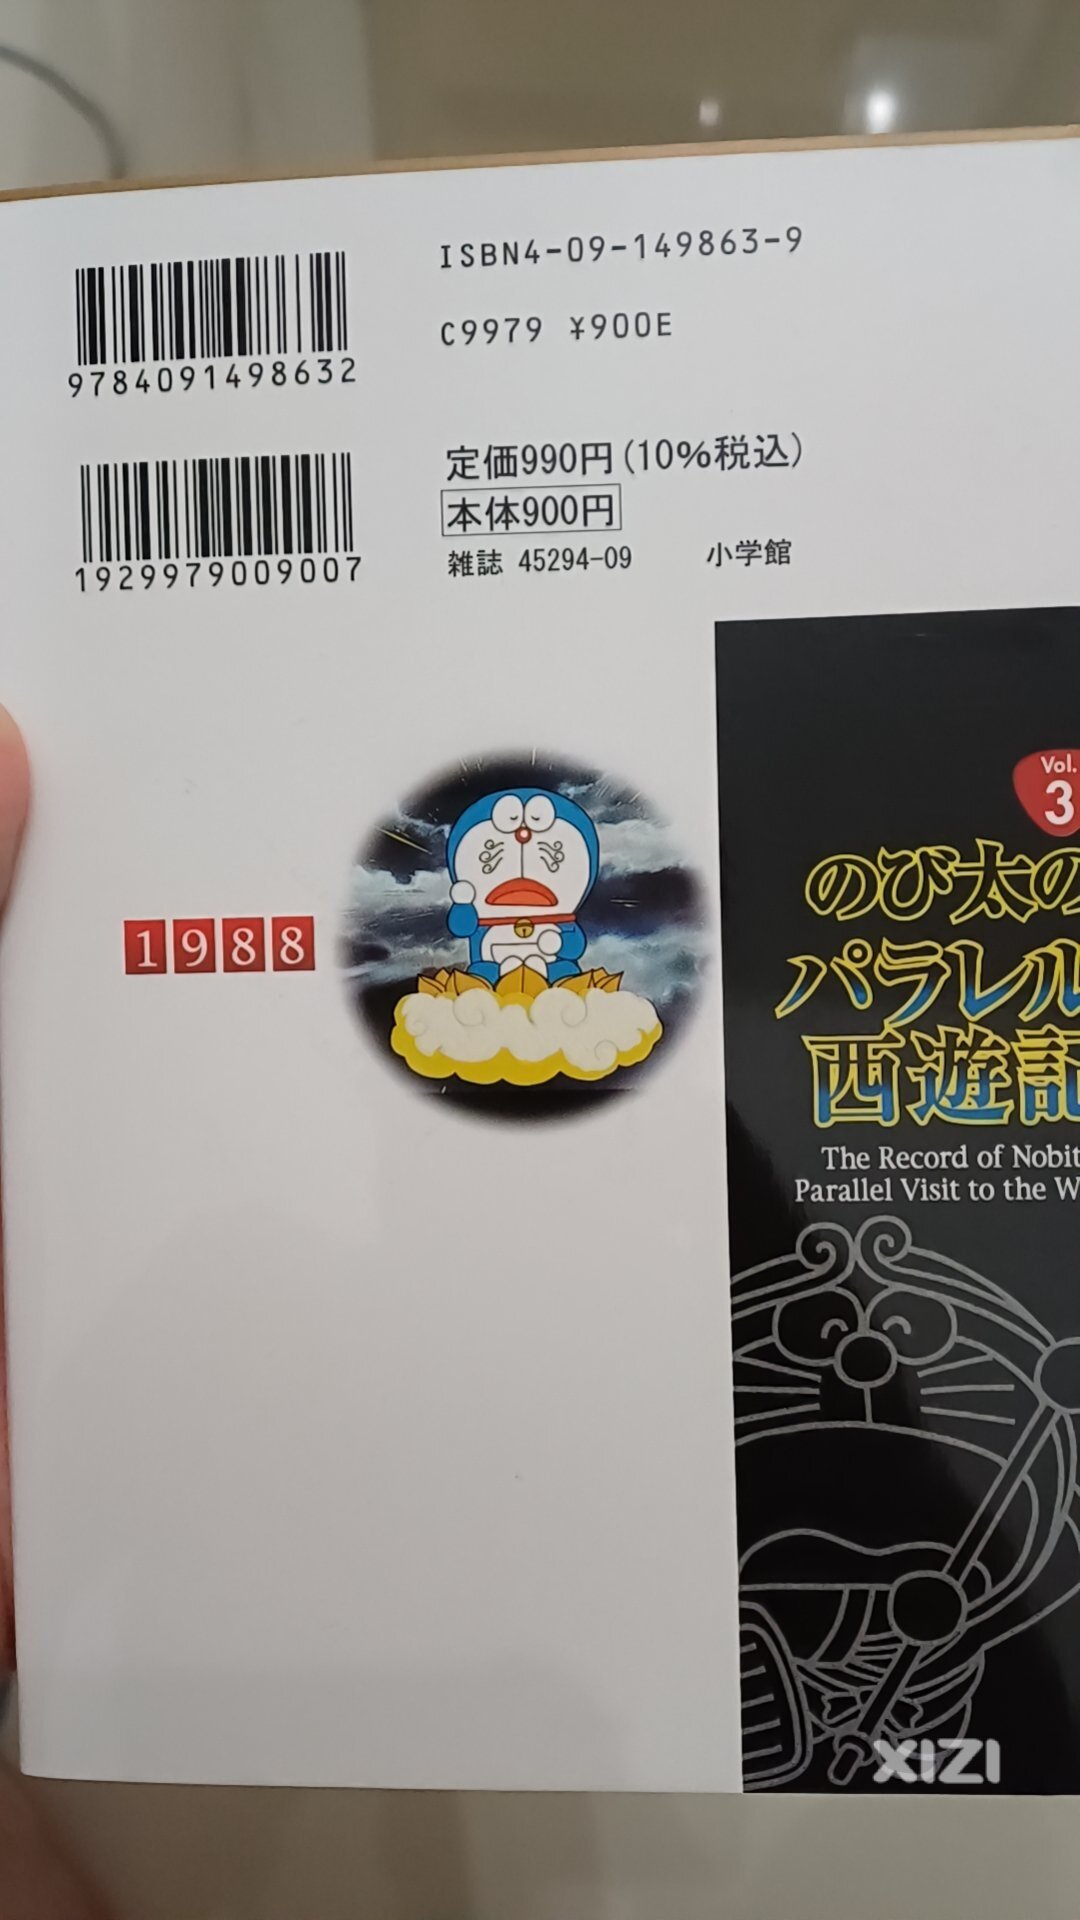 ISBN4-09-149863-9
C9979 ¥900E
9784091498632
定価990円(10%税込)
本体900円
雑誌 45294-09 小学館
1929979009007
Vol.
3
のび太の
パラレル
西遊記
The Record of Nobit
Parallel Visit to the W
1988
XIZI